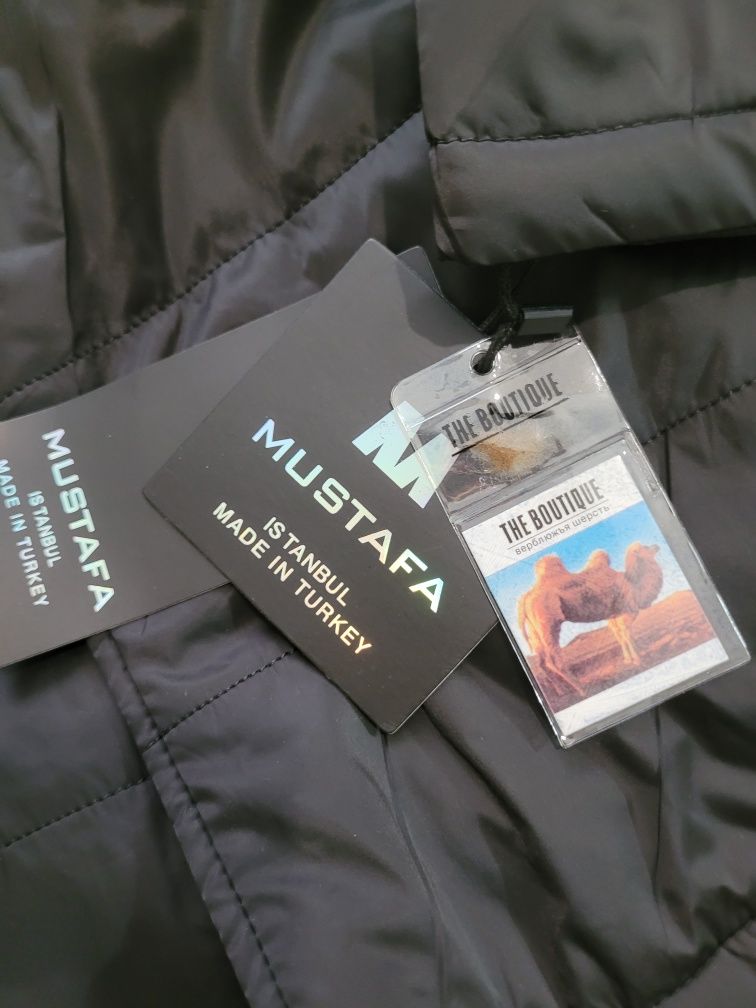 MUSTAFA
ISTANBUL
MADE IN TURKEY
M
MUSTAFA
ISTANBUL
MADE IN TURKEY
THE BOUTIQUE
THE BOUTIQUE
верблюжья шерсть